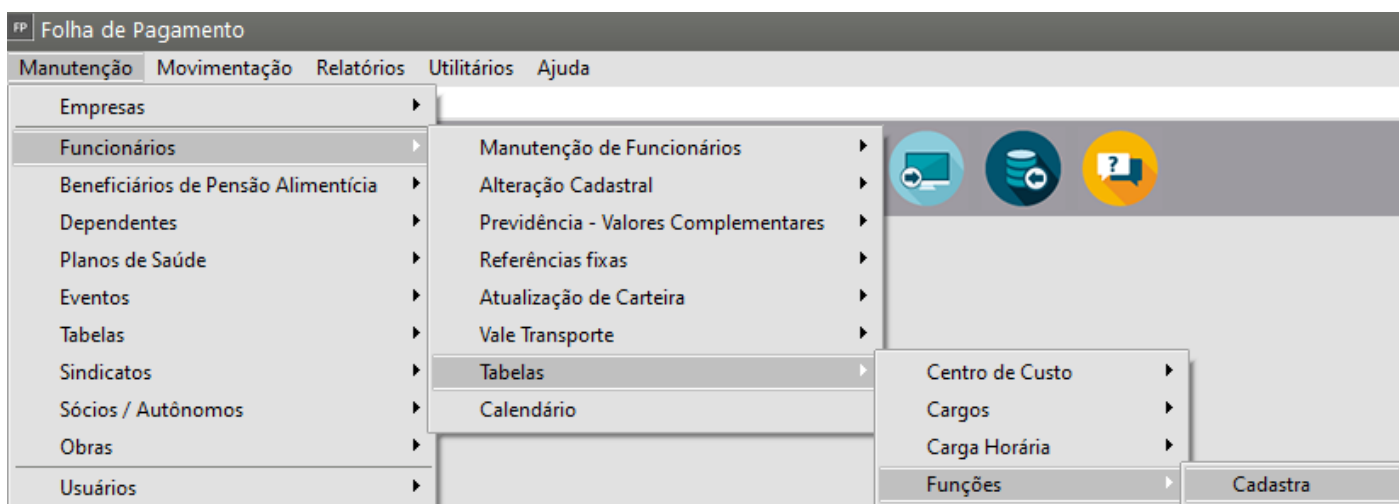 FP Folha de Pagamento
Manutenção Movimentação Relatórios Utilitários Ajuda
Empresas
Funcionários
Beneficiários de Pensão Alimentícia
Dependentes
Planos de Saúde
Eventos
Tabelas
Sindicatos
Sócios / Autônomos
Obras
Usuários
Manutenção de Funcionários
Alteração Cadastral
Previdência - Valores Complementares
Referências fixas
Atualização de Carteira
Vale Transporte
Tabelas
Calendário
Centro de Custo
Cargos
Carga Horária
Funções
Cadastra
?